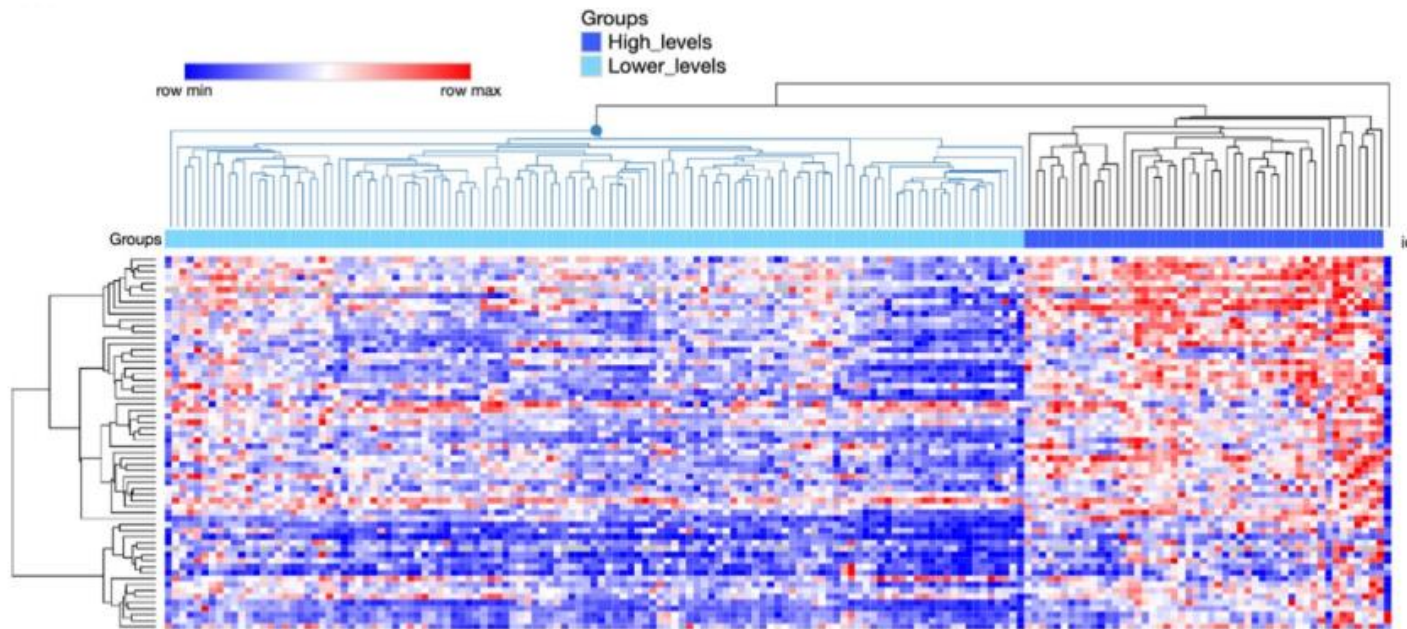 Groups
High_levels
Lower_levels
row min row max
Groups